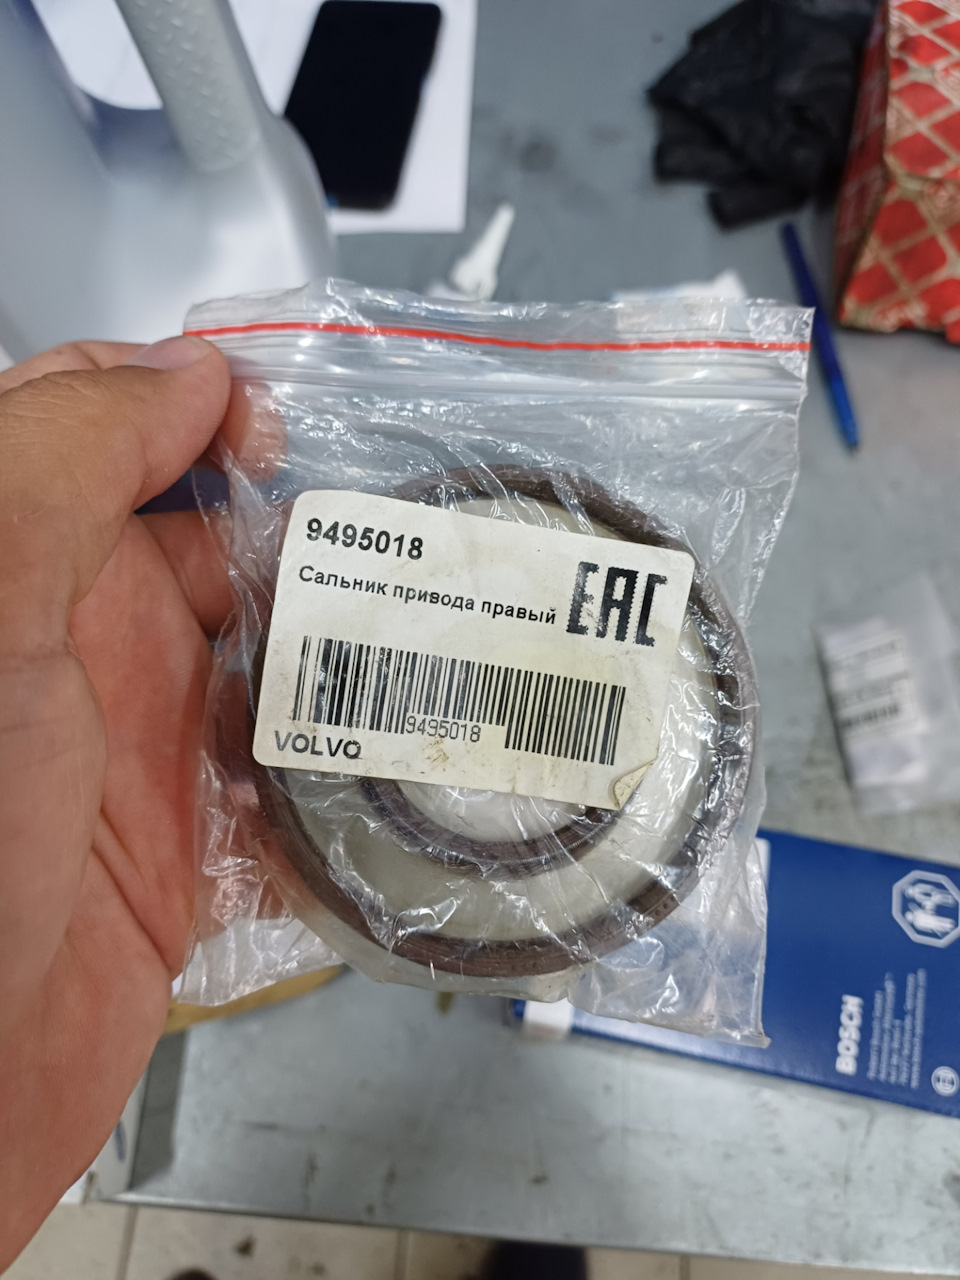 9495018
Сальник привода правый
EAC
9495018
VOLVO
BOSCH